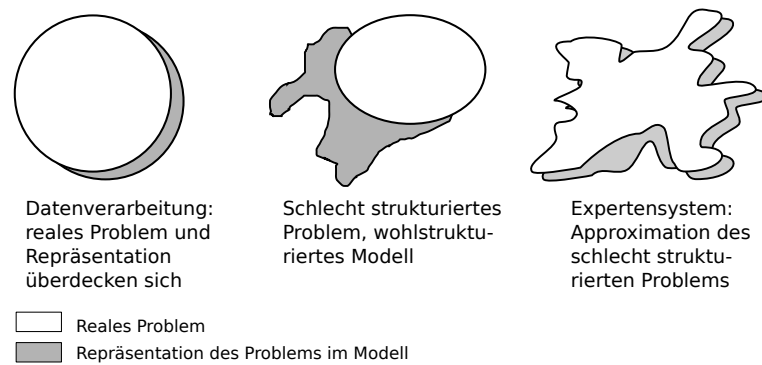 Datenverarbeitung:
reales Problem und
Repräsentation
überdecken sich
Schlecht strukturiertes
Problem, wohlstruktu-
riertes Modell
Expertensystem:
Approximation des
schlecht struktu-
rierten Problems
Reales Problem
Repräsentation des Problems im Modell